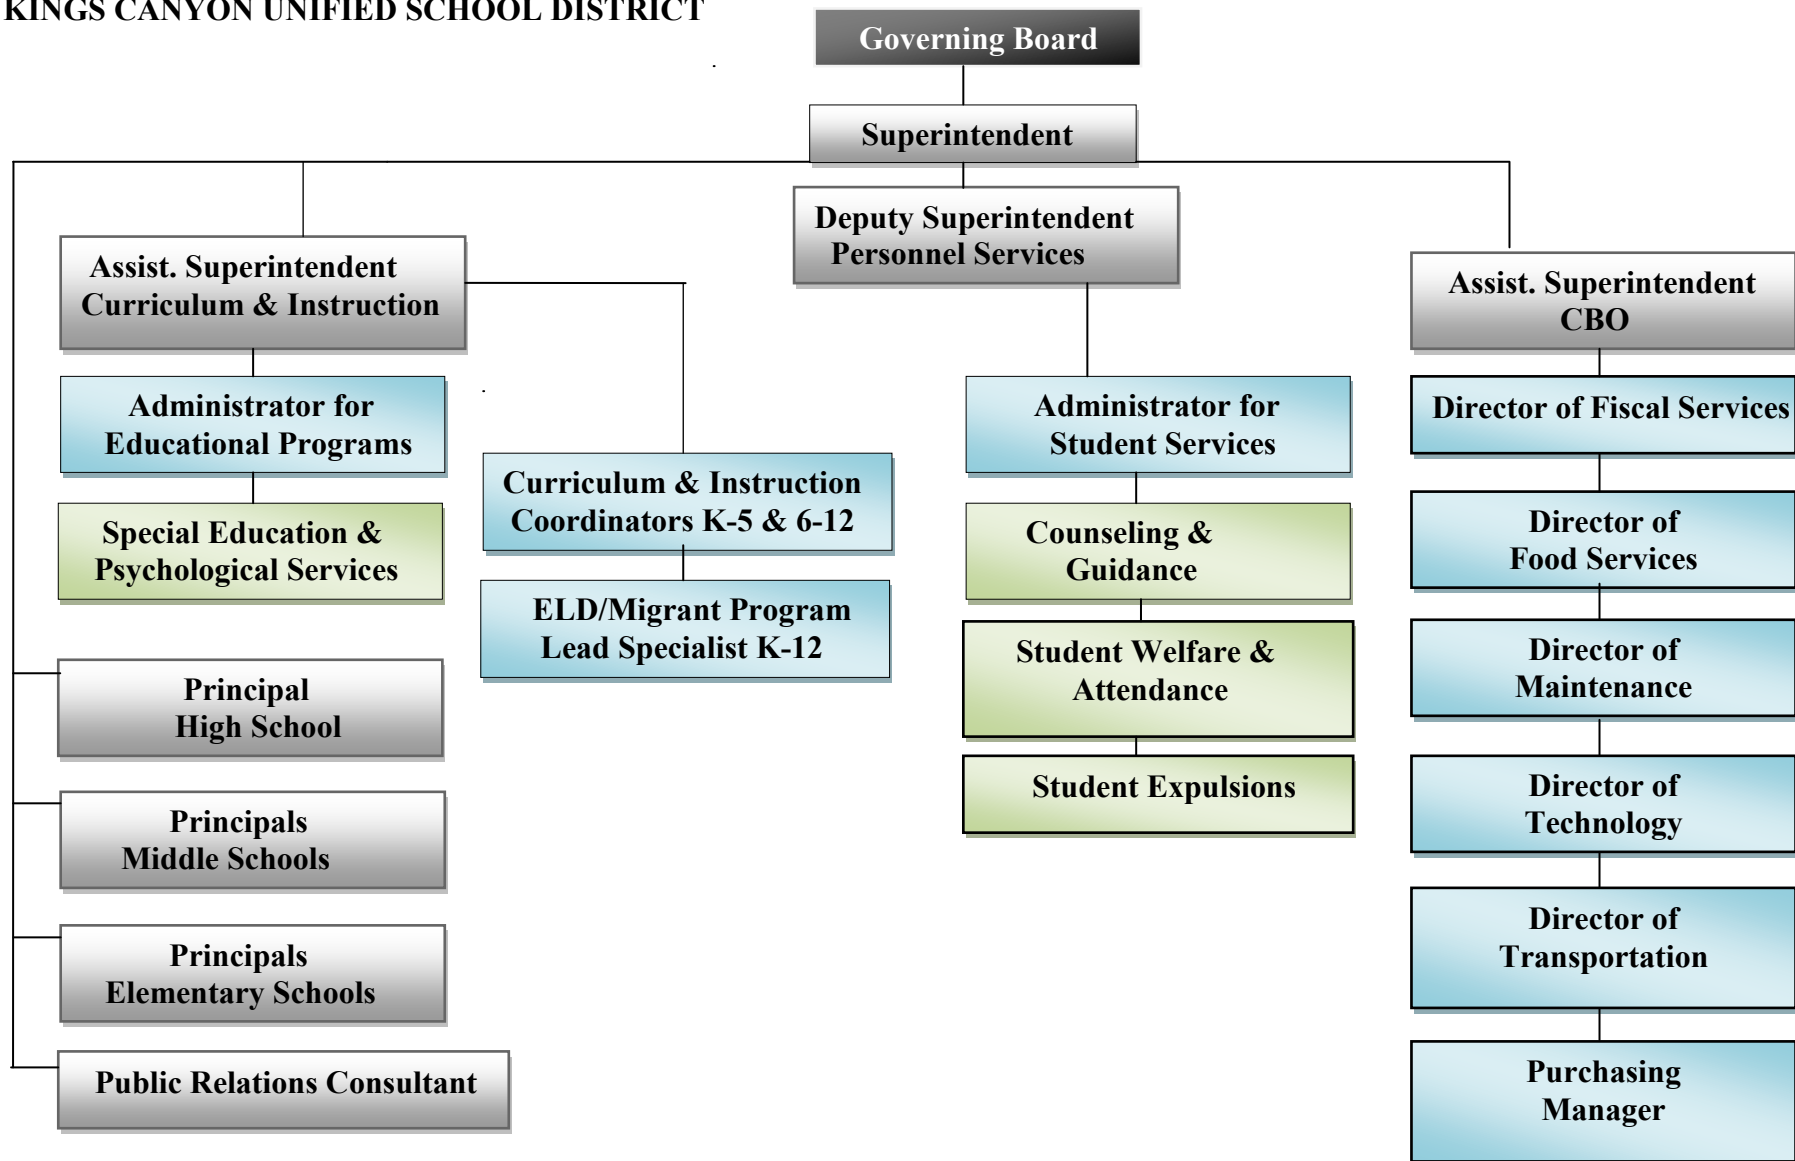 KINGS CANYON UNIFIED SCHOOL DISTRICT
Governing Board
Superintendent
Deputy Superintendent
Personnel Services
Assist. Superintendent
Curriculum & Instruction
Assist. Superintendent
CBO
Administrator for
Educational Programs
Special Education &
Psychological Services
Curriculum & Instruction
Coordinators K-5 & 6-12
ELD/Migrant Program
Lead Specialist K-12
Administrator for
Student Services
Counseling &
Guidance
Student Welfare &
Attendance
Student Expulsions
Director of Fiscal Services
Director of
Food Services
Director of
Maintenance
Director of
Technology
Director of
Transportation
Purchasing
Manager
Principal
High School
Principals
Middle Schools
Principals
Elementary Schools
Public Relations Consultant